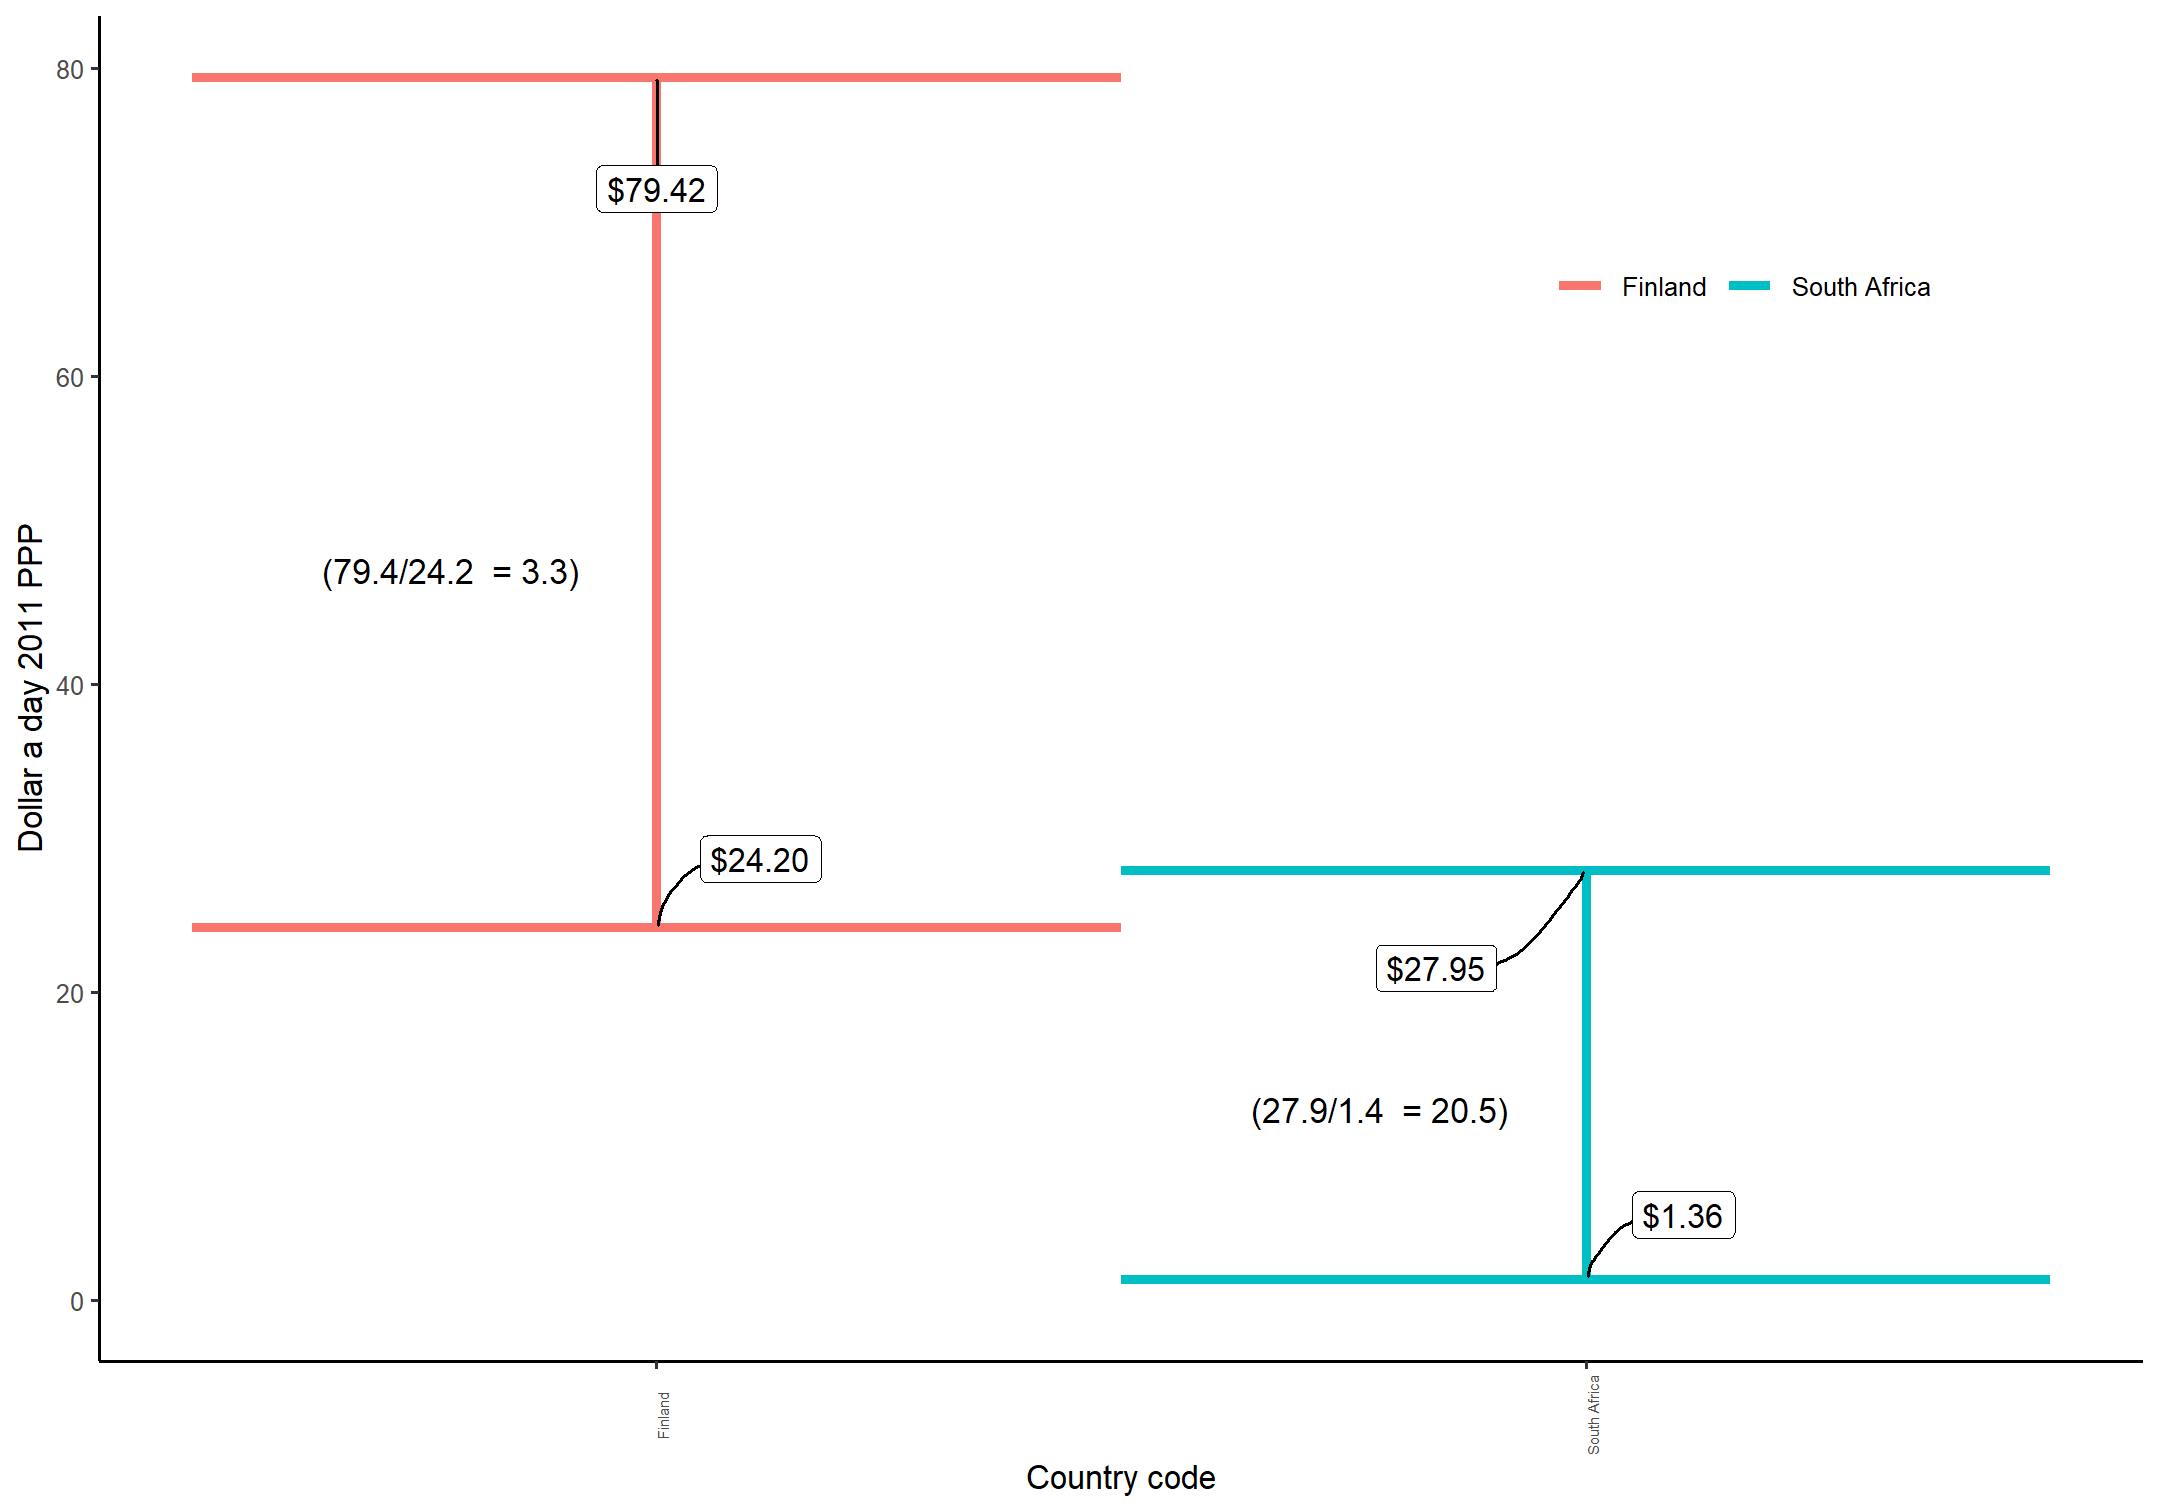 80
60
40
20
0
Dollar a day 2011 PPP
$79.42
(79.4/24.2  = 3.3)
$24.20
Finland
South Africa
$27.95
(27.9/1.4  = 20.5)
$1.36
Finland
South Africa
Country code